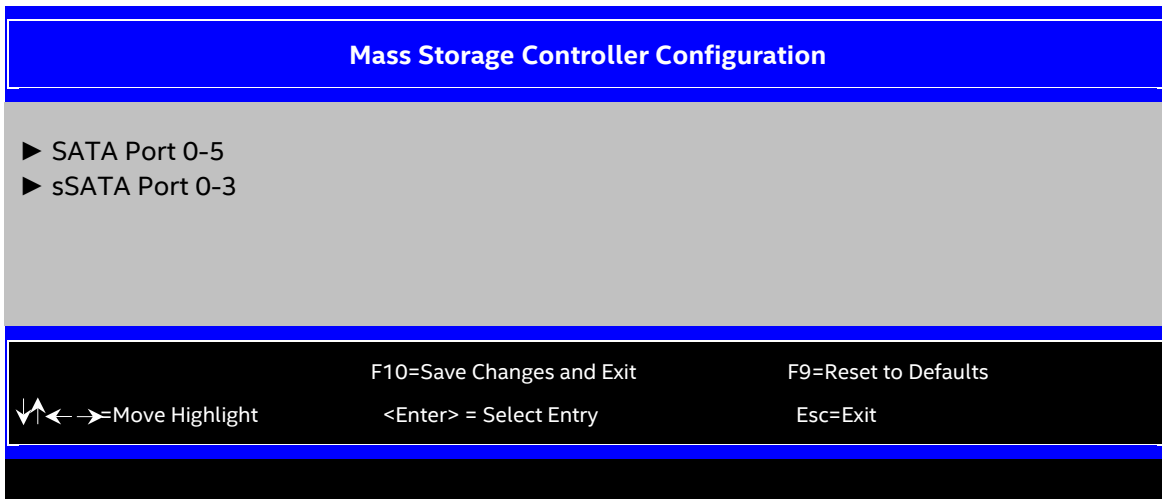 Mass Storage Controller Configuration
► SATA Port 0-5
► sSATA Port 0-3
F10=Save Changes and Exit F9=Reset to Defaults
↓↑←→=Move Highlight <Enter> = Select Entry Esc=Exit